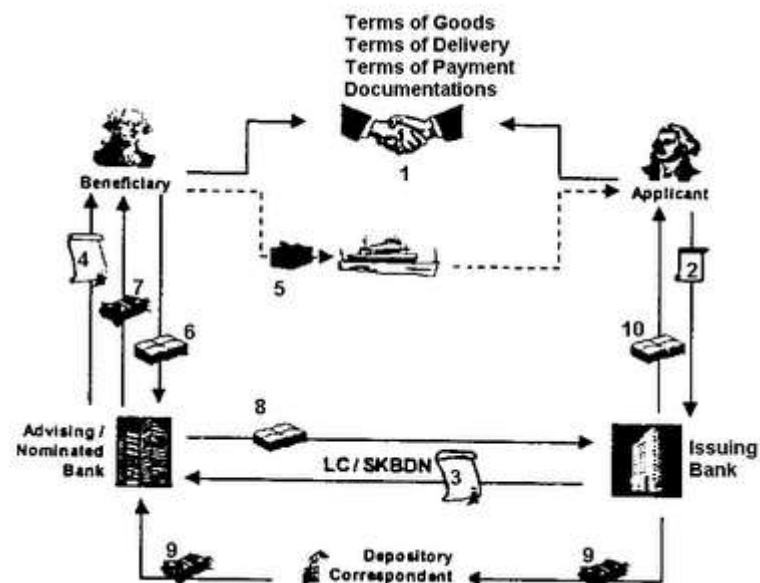 Terms of Goods
Terms of Delivery
Terms of Payment
Documentations
1
1
Beneficiary
Applicant
4
7
5
2
6
10
8
Advising /
Nominated
Bank
LC / SKBDN
3
Issuing
Bank
9
Depository
Correspondent
9